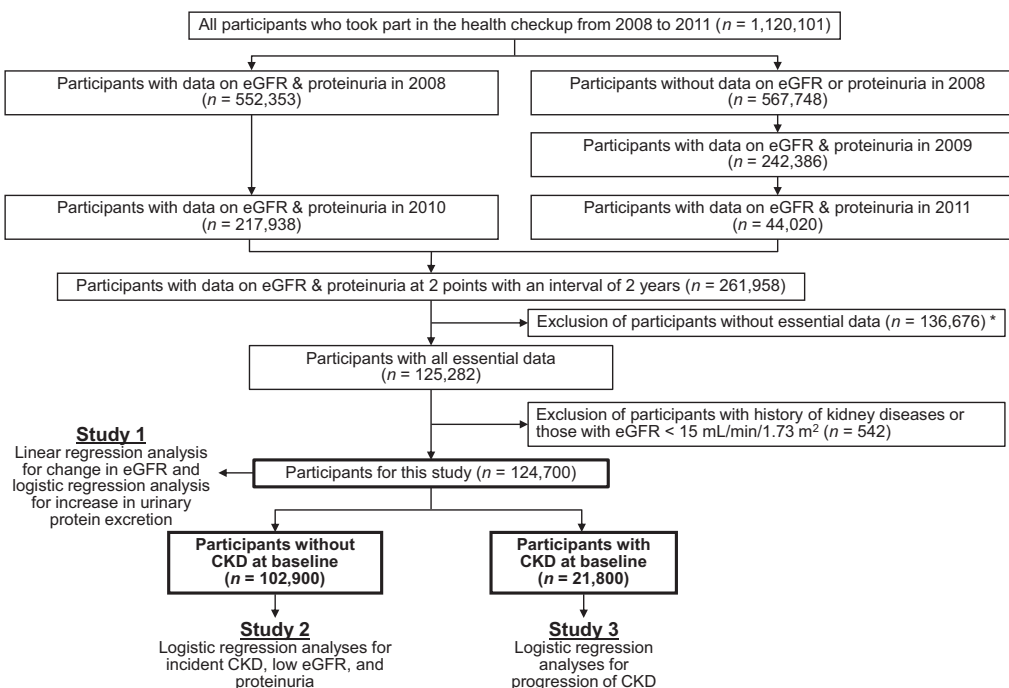 All participants who took part in the health checkup from 2008 to 2011 (n = 1,120,101)
Participants with data on eGFR & proteinuria in 2008
(n = 552,353)
Participants without data on eGFR or proteinuria in 2008
(n = 567,748)
Participants with data on eGFR & proteinuria in 2009
(n = 242,386)
Participants with data on eGFR & proteinuria in 2010
(n = 217,938)
Participants with data on eGFR & proteinuria in 2011
(n = 44,020)
Participants with data on eGFR & proteinuria at 2 points with an interval of 2 years (n = 261,958)
Exclusion of participants without essential data (n = 136,676) *
Participants with all essential data
(n = 125,282)
Exclusion of participants with history of kidney diseases or
those with eGFR < 15 mL/min/1.73 m² (n = 542)
Study 1
Linear regression analysis
for change in eGFR and
logistic regression analysis
for increase in urinary
protein excretion
Participants for this study (n = 124,700)
Participants without
CKD at baseline
(n = 102,900)
Participants with
CKD at baseline
(n = 21,800)
Study 2
Logistic regression analyses for
incident CKD, low eGFR, and
proteinuria
Study 3
Logistic regression
analyses for
progression of CKD